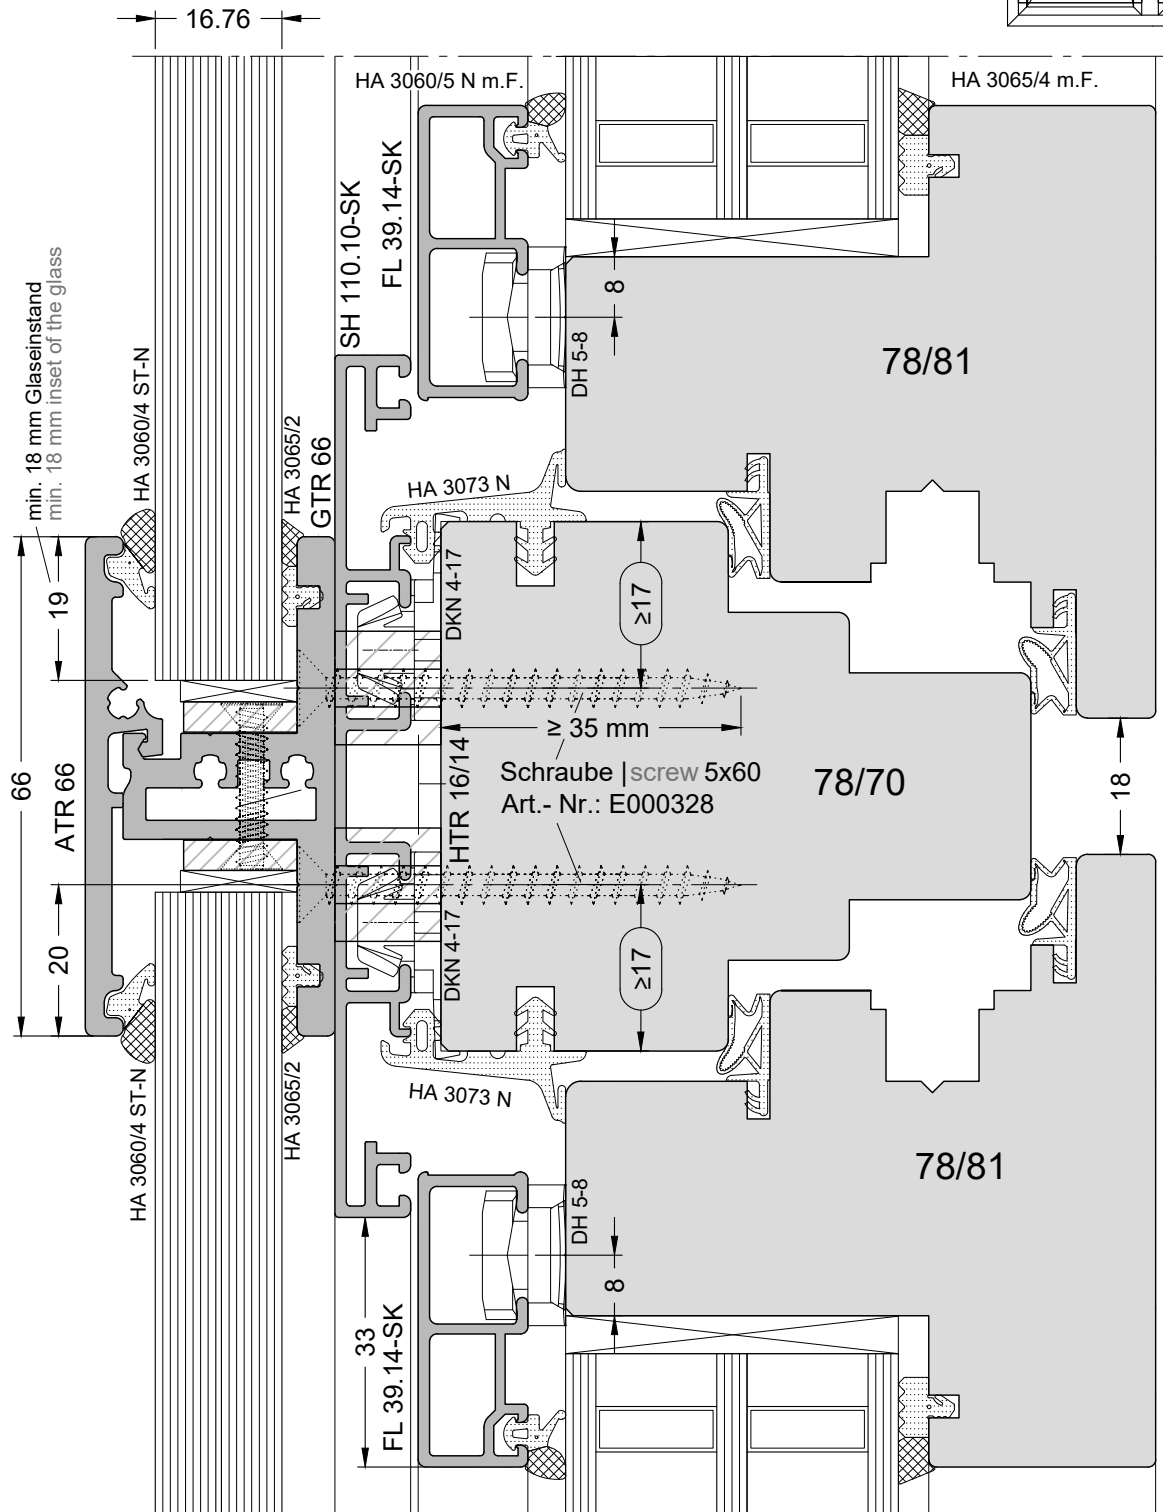 16.76
HA 3060/5 N m.F.
HA 3065/4 m.F.
SH 110.10-SK
FL 39.14-SK
8
DH 5-8
78/81
min. 18 mm Glaseinstand
min. 18 mm inset of the glass
HA 3060/4 ST-N
HA 3065/2
GTR 66
HA 3073 N
DKN 4-17
≥17
19
≥ 35 mm
Schraube | screw 5x60
Art.- Nr.: E000328
78/70
18
66
ATR 66
HTR 16/14
20
DKN 4-17
≥17
HA 3060/4 ST-N
HA 3065/2
HA 3073 N
78/81
DH 5-8
8
33
FL 39.14-SK